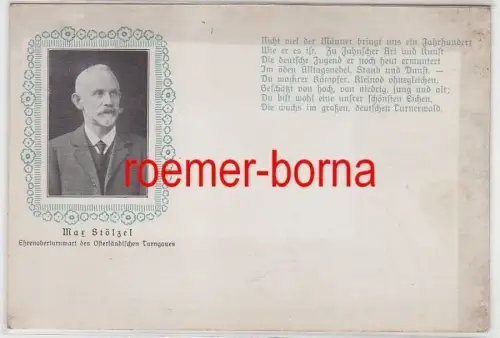 Nicht viel der Männer bringt uns ein Jahrhundert
Wie er es ist. Zu Jahnscher Art und Kunst
Die deutsche Jugend er noch heut ermuntert
Im öden Alltagsnebel, Staub und Dunst. —
Du wackrer Kämpfer, Kleinod ohnegleichen,
Geschätzt von hoch, von niedrig, jung und alt;
Du bist wohl eine unsrer schönsten Eichen,
Die wuchs im großen, deutschen Turnerwald.
roemer-borna
Max Stölzel
Ehrenoberturnwart des Osterländischen Turngaues